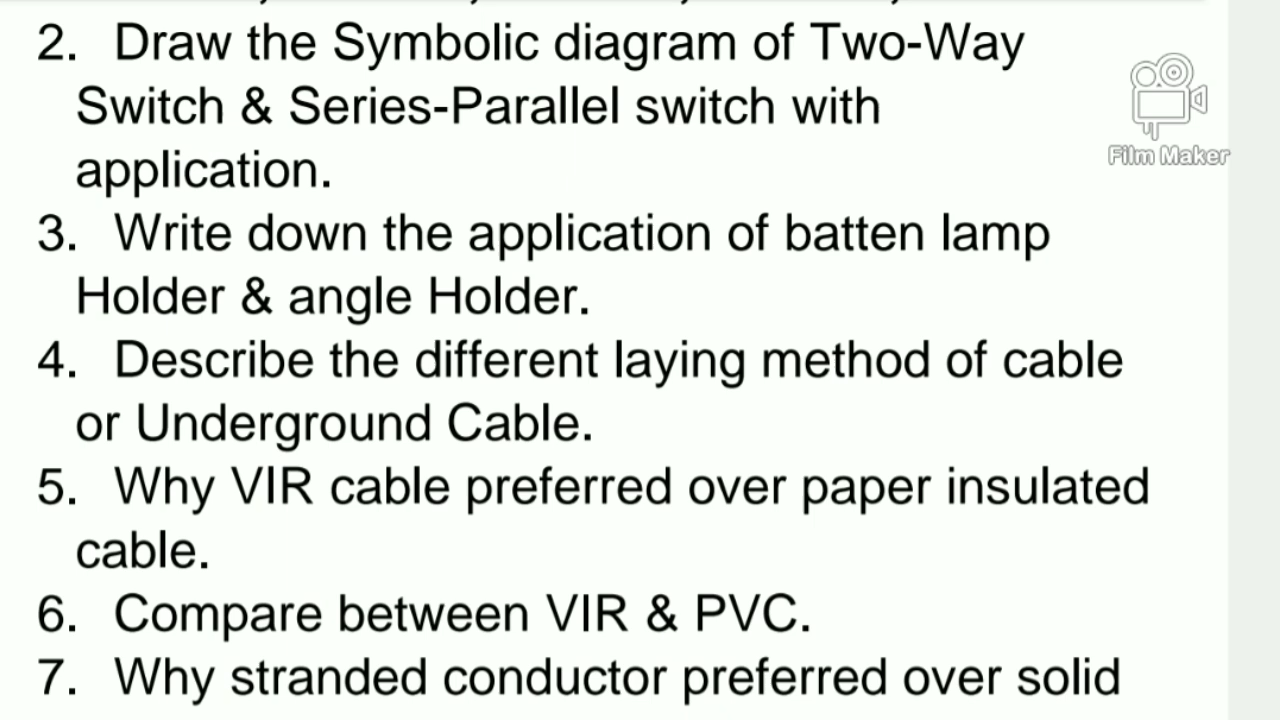 2. Draw the Symbolic diagram of Two-Way
Switch & Series-Parallel switch with
application.
Film Maker
3. Write down the application of batten lamp
Holder & angle Holder.
4. Describe the different laying method of cable
or Underground Cable.
5. Why VIR cable preferred over paper insulated
cable.
6. Compare between VIR & PVC.
7. Why stranded conductor preferred over solid